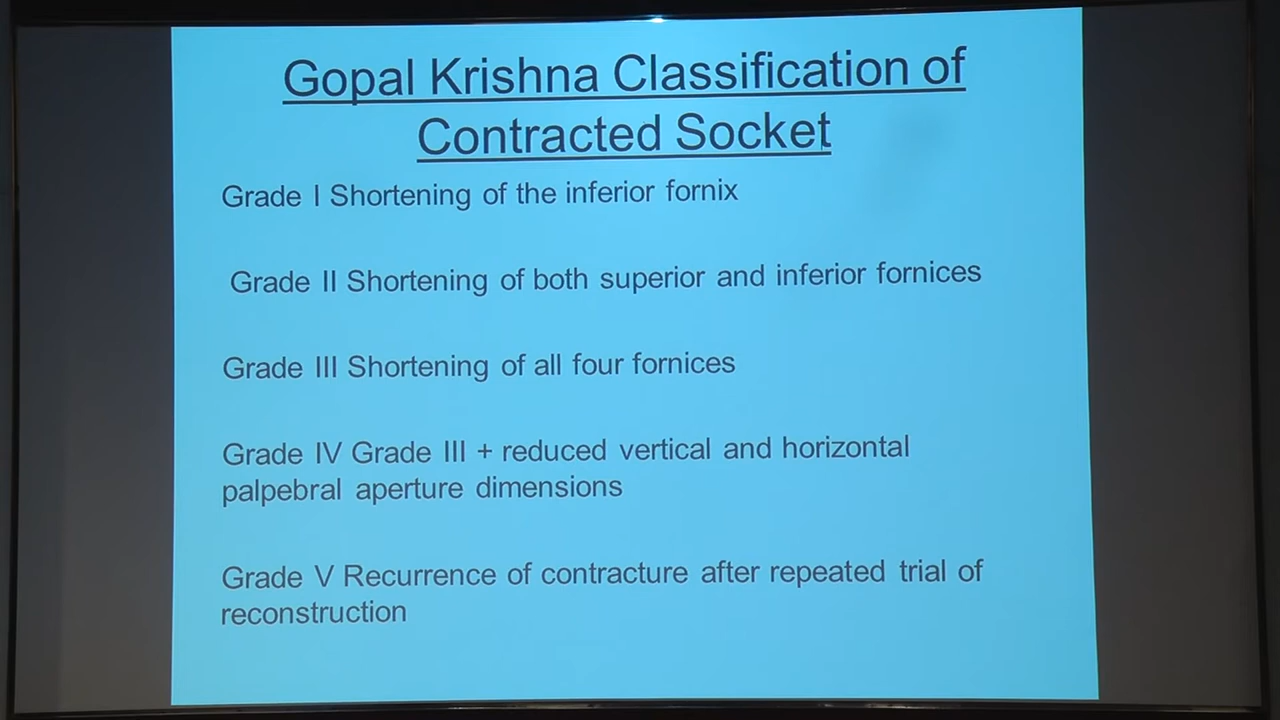 Gopal Krishna Classification of
Contracted Socket
Grade I Shortening of the inferior fornix
Grade II Shortening of both superior and inferior fornices
Grade III Shortening of all four fornices
Grade IV Grade III + reduced vertical and horizontal
palpebral aperture dimensions
Grade V Recurrence of contracture after repeated trial of
reconstruction